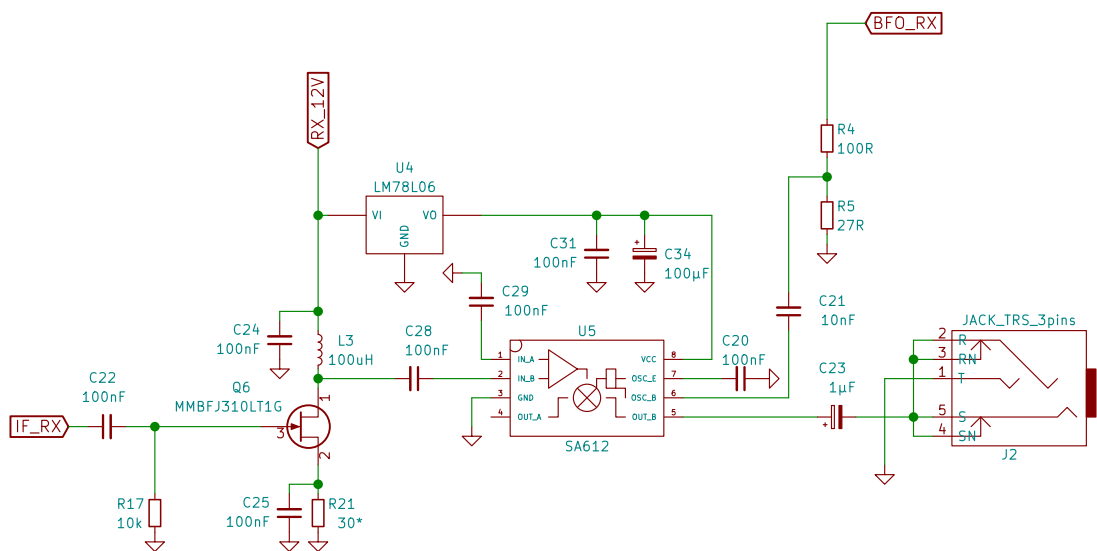 BFO_RX
RX_12V
R4
100R
U4
LM78L06
VI
VO
GND
R5
27R
C31
100nF
+
C34
100µF
C29
100nF
C21
10nF
C24
100nF
L3
100uH
C28
100nF
U5
JACK_TRS_3pins
1
IN_A
2
IN_B
3
GND
4
OUT_A
VCC
8
OSC_E
7
OSC_B
6
OUT_B
5
SA612
C20
100nF
C23
1µF
+
2
R
3
RN
1
T
5
S
4
SN
J2
C22
100nF
Q6
MMBFJ310LT1G
1
3
2
IF_RX
R17
10k
C25
100nF
R21
30*